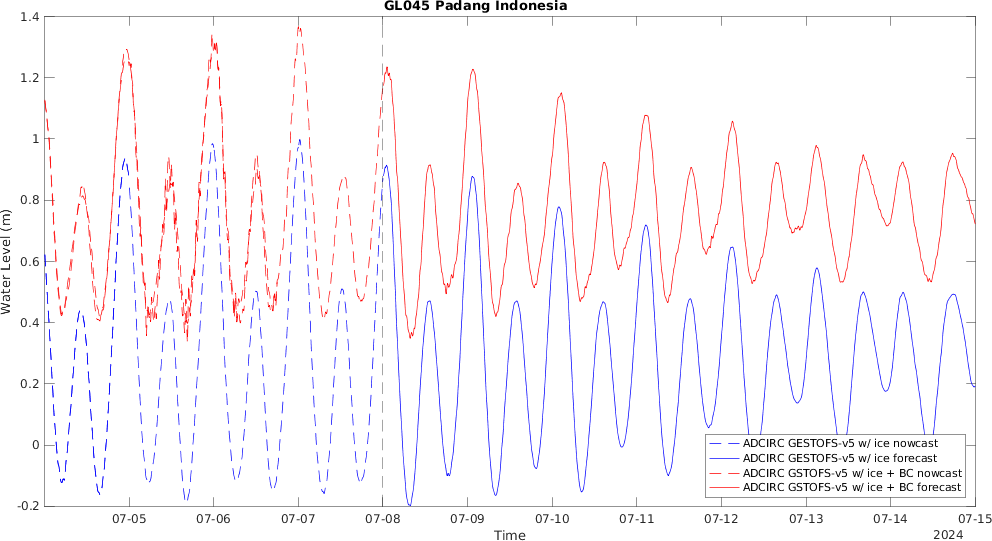 GL045 Padang Indonesia
1.4
1.2
1
0.8
0.6
0.4
0.2
0
-0.2
Water Level (m)
07-05 07-06 07-07 07-08 07-09 07-10 07-11 07-12 07-13 07-14 07-15
Time
2024
ADCIRC GESTOFS-v5 w/ ice nowcast
ADCIRC GESTOFS-v5 w/ ice forecast
ADCIRC GSTOFS-v5 w/ ice + BC nowcast
ADCIRC GSTOFS-v5 w/ ice + BC forecast